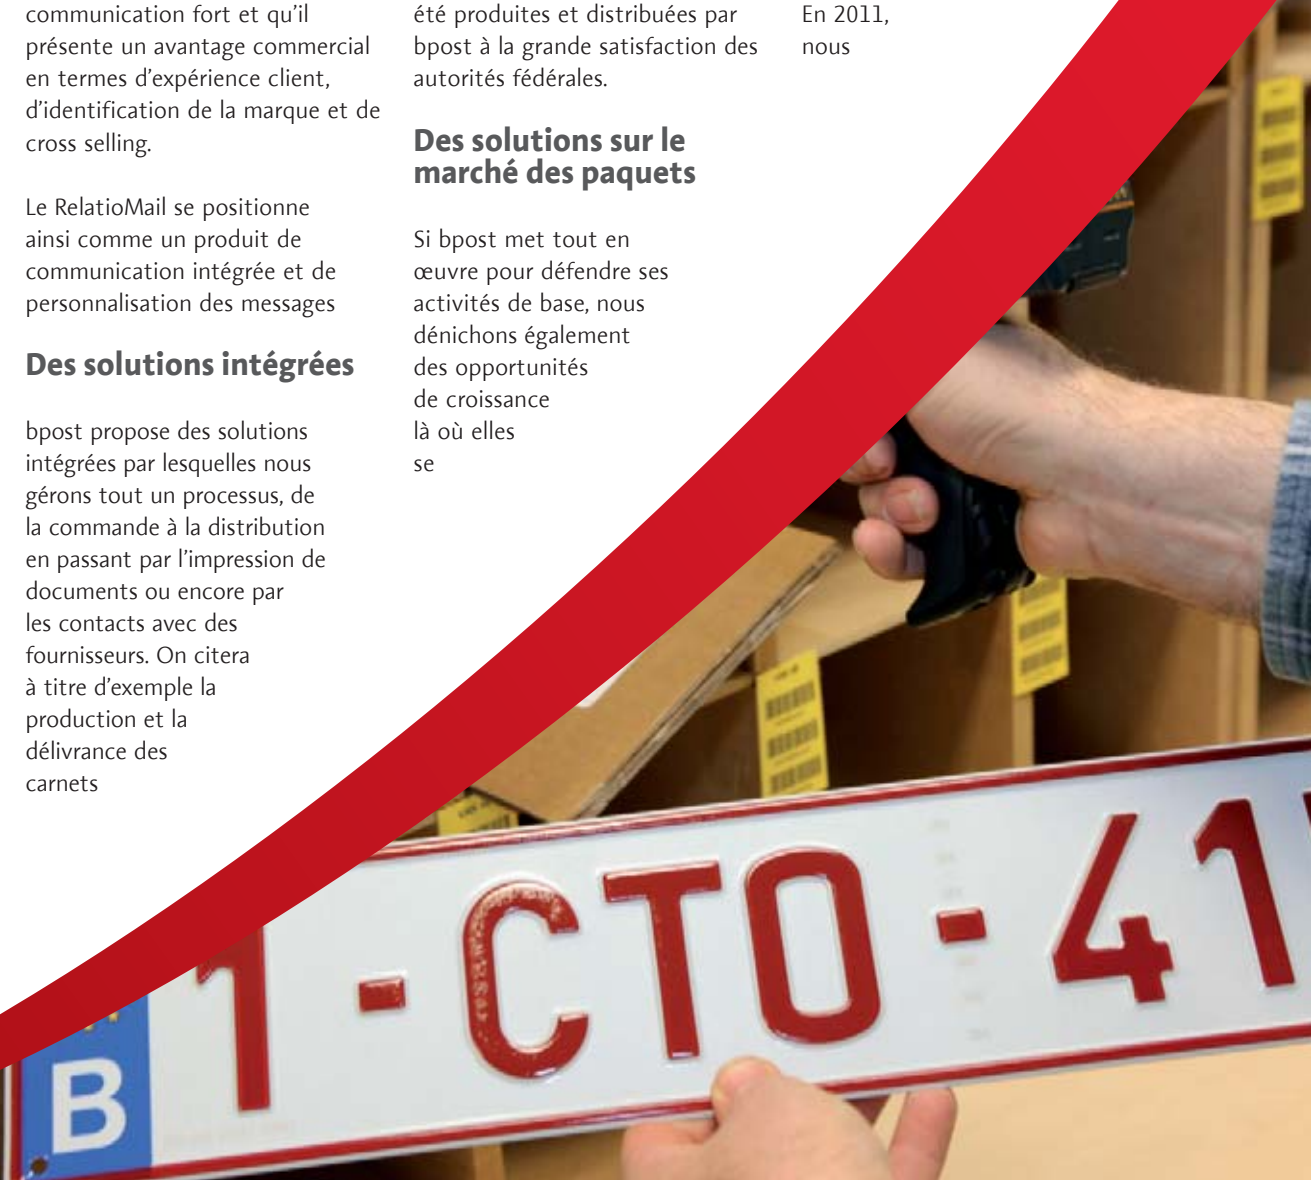 communication fort et qu'il
présente un avantage commercial
en termes d'expérience client,
d'identification de la marque et de
cross selling.
Le RelatioMail se positionne
ainsi comme un produit de
communication intégrée et de
personnalisation des messages
Des solutions intégrées
bpost propose des solutions
intégrées par lesquelles nous
gérons tout un processus, de
la commande à la distribution
en passant par l'impression de
documents ou encore par
les contacts avec des
fournisseurs. On citera
à titre d'exemple la
production et la
délivrance des
carnets
été produites et distribuées par
bpost à la grande satisfaction des
autorités fédérales.
Des solutions sur le
marché des paquets
Si bpost met tout en
œuvre pour défendre ses
activités de base, nous
dénichons également
des opportunités
de croissance
là où elles
se
En 2011,
nous
1-CTO-41
B